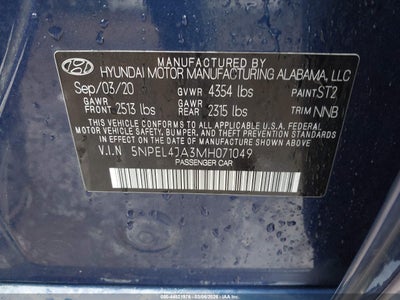 MANUFACTURED BY
HYUNDAI MOTOR MANUFACTURING ALABAMA, LLC
Sep/03/20 GVWR 4354 lbs PAINT ST2
GAWR GAWR
FRONT 2513 lbs REAR 2315 lbs TRIM NNB
THIS VEHICLE CONFORMS TO ALL APPLICABLE U.S. FEDERAL
MOTOR VEHICLE SAFETY, BUMPER, AND THEFT PREVENTION
STANDARDS IN EFFECT ON THE DATE OF
MANUFACTURE SHOWN ABOVE.
V.I.N 5NPEL4JA3MH071049
PASSENGER CAR